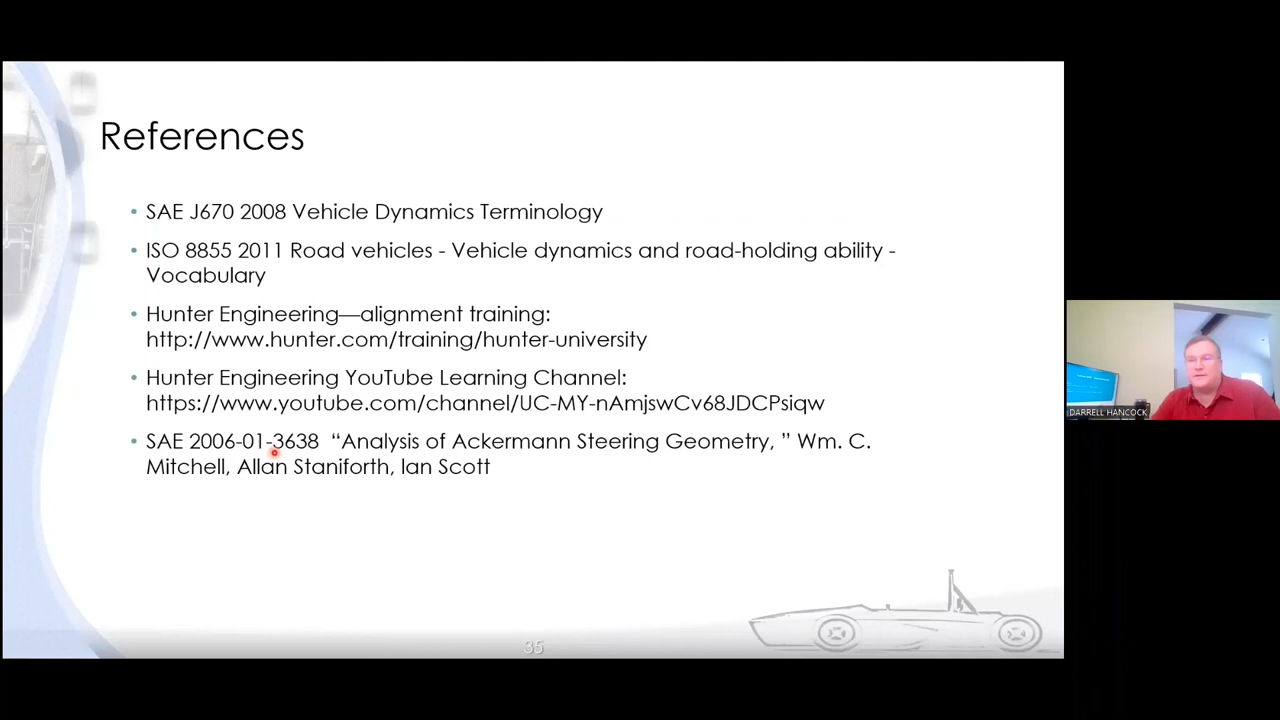 References
• SAE J670 2008 Vehicle Dynamics Terminology
• ISO 8855 2011 Road vehicles - Vehicle dynamics and road-holding ability -
Vocabulary
• Hunter Engineering—alignment training:
http://www.hunter.com/training/hunter-university
• Hunter Engineering YouTube Learning Channel:
https://www.youtube.com/channel/UC-MY-nAmjswCv68JDCPsiqw
• SAE 2006-01-3638 “Analysis of Ackermann Steering Geometry, ” Wm. C.
Mitchell, Allan Staniforth, Ian Scott
35
DARRELL HANCOCK